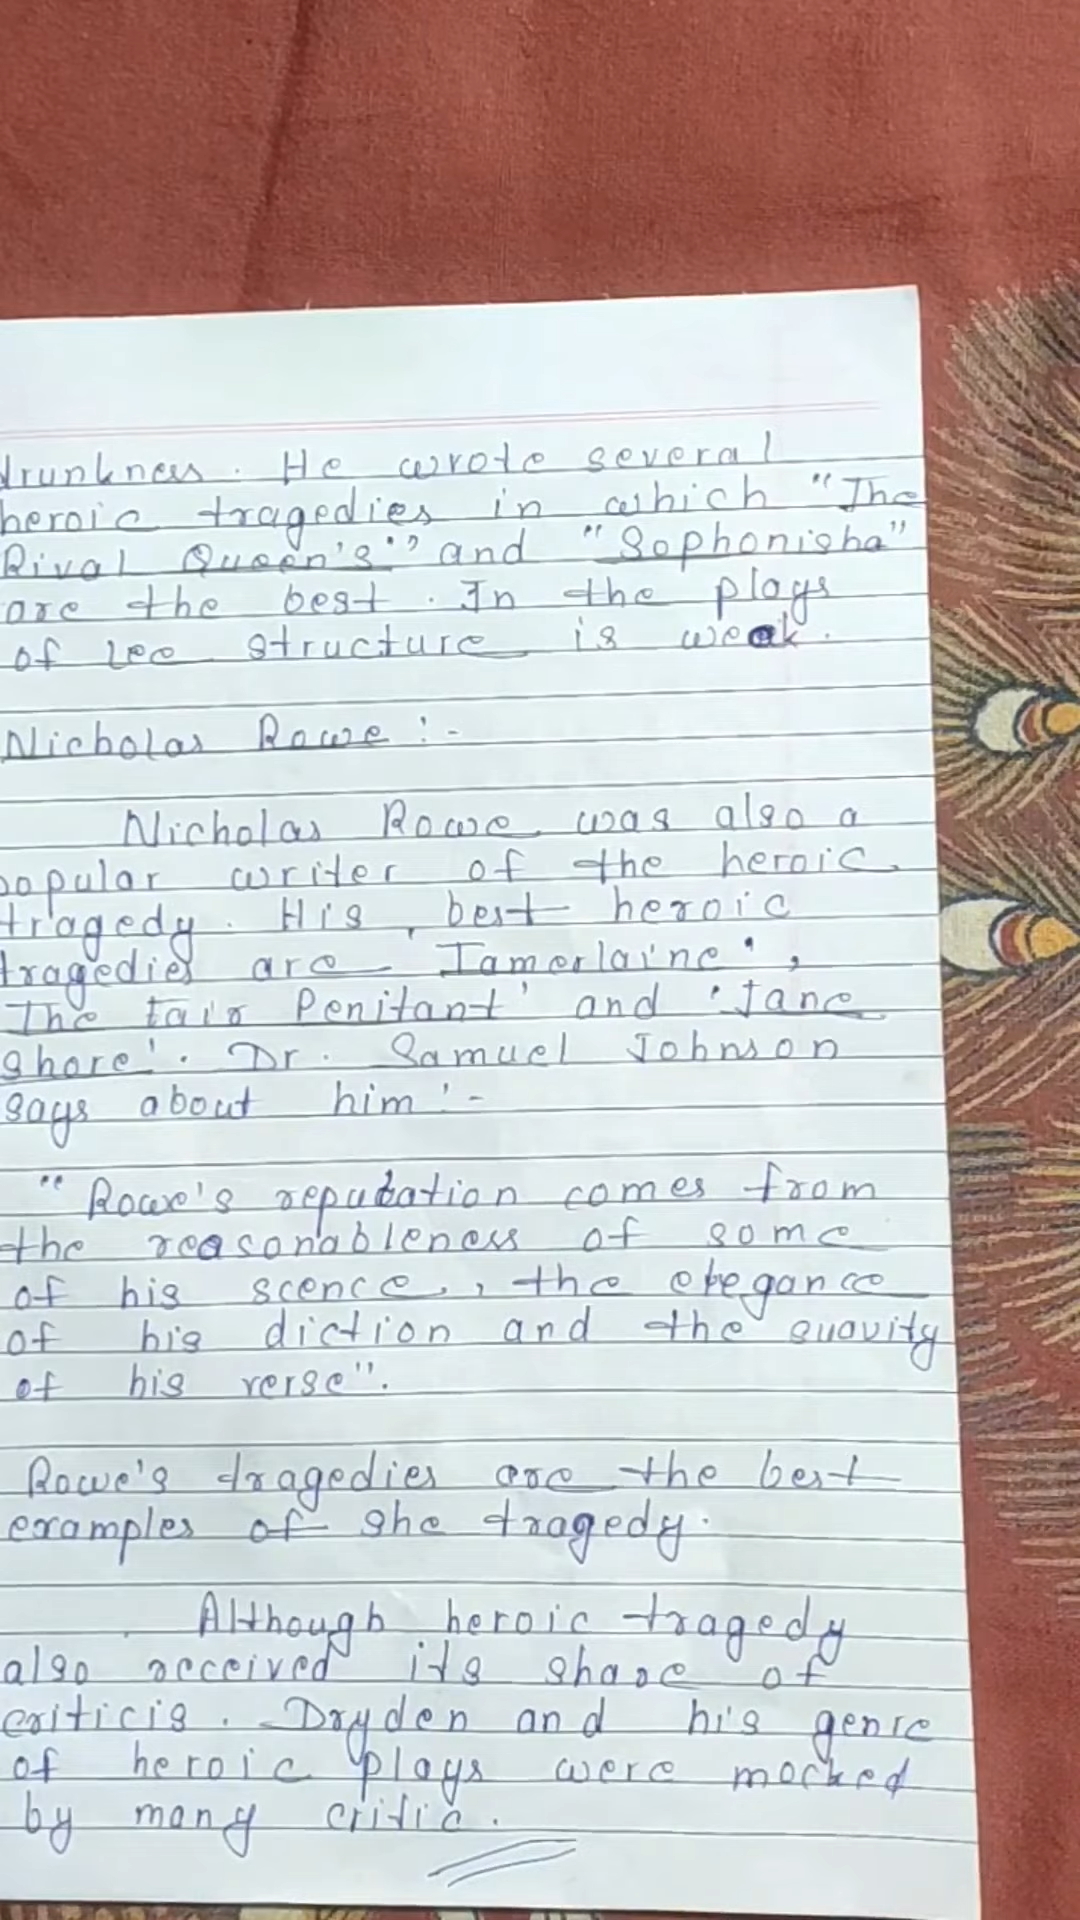 drunkness. He wrote several
heroic tragedies in which "The
Rival Queen's" and "Sophonisha"
are the best. In the plays
of Lee structure is weak.
Nicholas Rowe :-
Nicholas Rowe was also a
popular writer of the heroic
tragedy. His best heroic
tragedies are 'Tamerlaine',
The fair Penitant' and 'Jane
Shore'. Dr. Samuel Johnson
says about him :-
"Rowe's reputation comes from
the reasonableness of some
of his scence, the elegance
of his diction and the suavity
of his verse".
Rowe's tragedies are the best
examples of she tragedy.
Although heroic tragedy
also received its share of
criticis. Dryden and his genre
of heroic plays were mocked
by many critic.